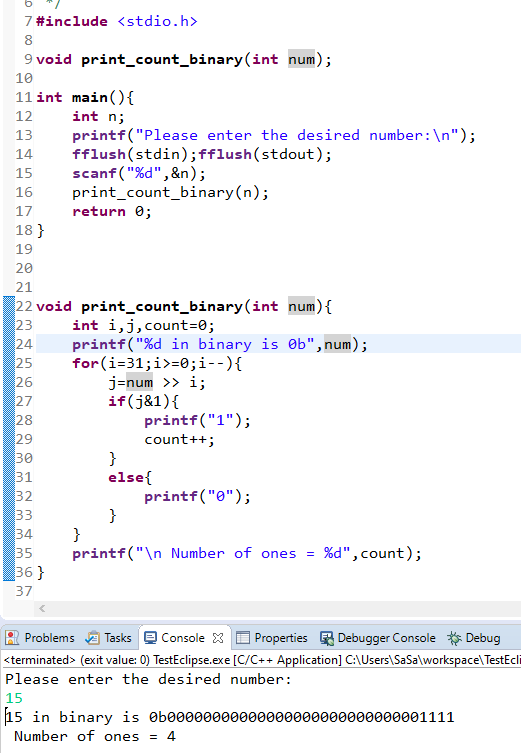 6 */
7 #include <stdio.h>
8
9 void print_count_binary(int num);
10
11 int main(){
12     int n;
13     printf("Please enter the desired number:\n");
14     fflush(stdin);fflush(stdout);
15     scanf("%d",&n);
16     print_count_binary(n);
17     return 0;
18 }
19
20
21
22 void print_count_binary(int num){
23     int i,j,count=0;
24     printf("%d in binary is 0b",num);
25     for(i=31;i>=0;i--){
26         j=num >> i;
27         if(j&1){
28             printf("1");
29             count++;
30         }
31         else{
32             printf("0");
33         }
34     }
35     printf("\n Number of ones = %d",count);
36 }
37
Problems Tasks Console Properties Debugger Console Debug
<terminated> (exit value: 0) TestEclipse.exe [C/C++ Application] C:\Users\SaSa\workspace\TestEcli
Please enter the desired number:
15
15 in binary is 0b00000000000000000000000000001111
 Number of ones = 4